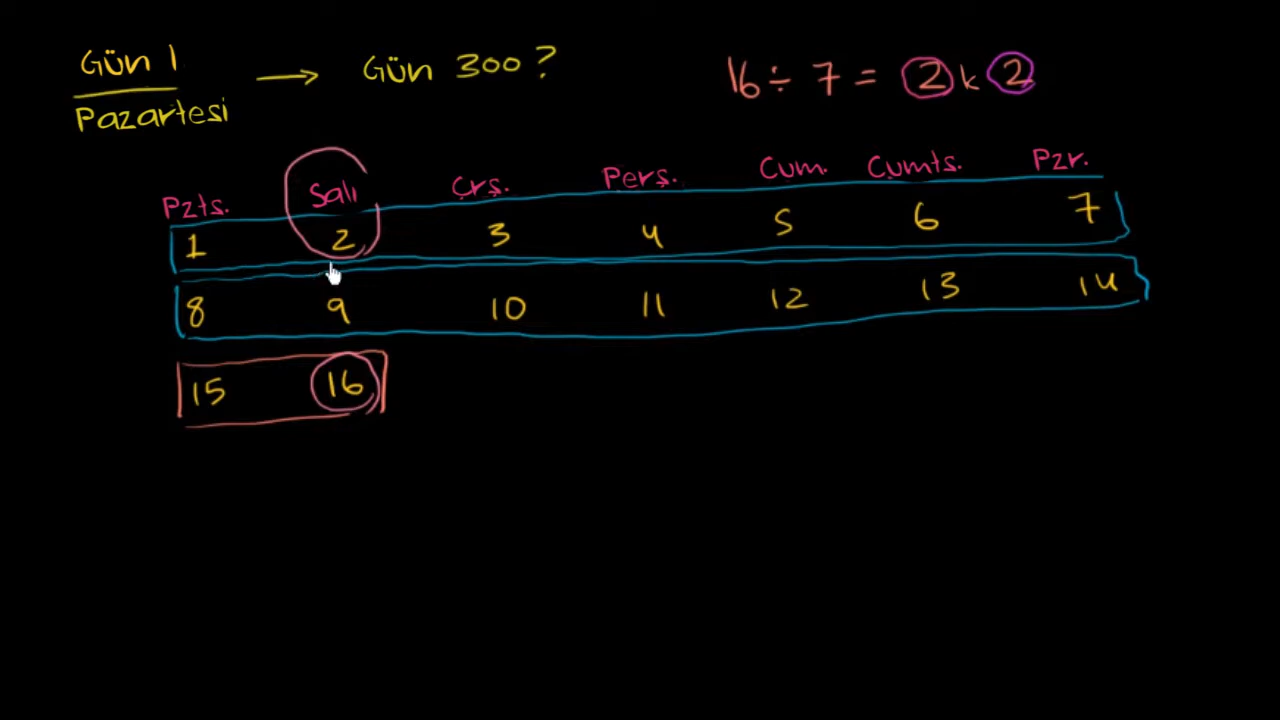 Gün 1 → Gün 300 ?
Pazartesi
16 ÷ 7 = 2 k 2
Pzts. Salı Çrş. Perş. Cum. Cumts. Pzr.
1 2 3 4 5 6 7
8 9 10 11 12 13 14
15 16